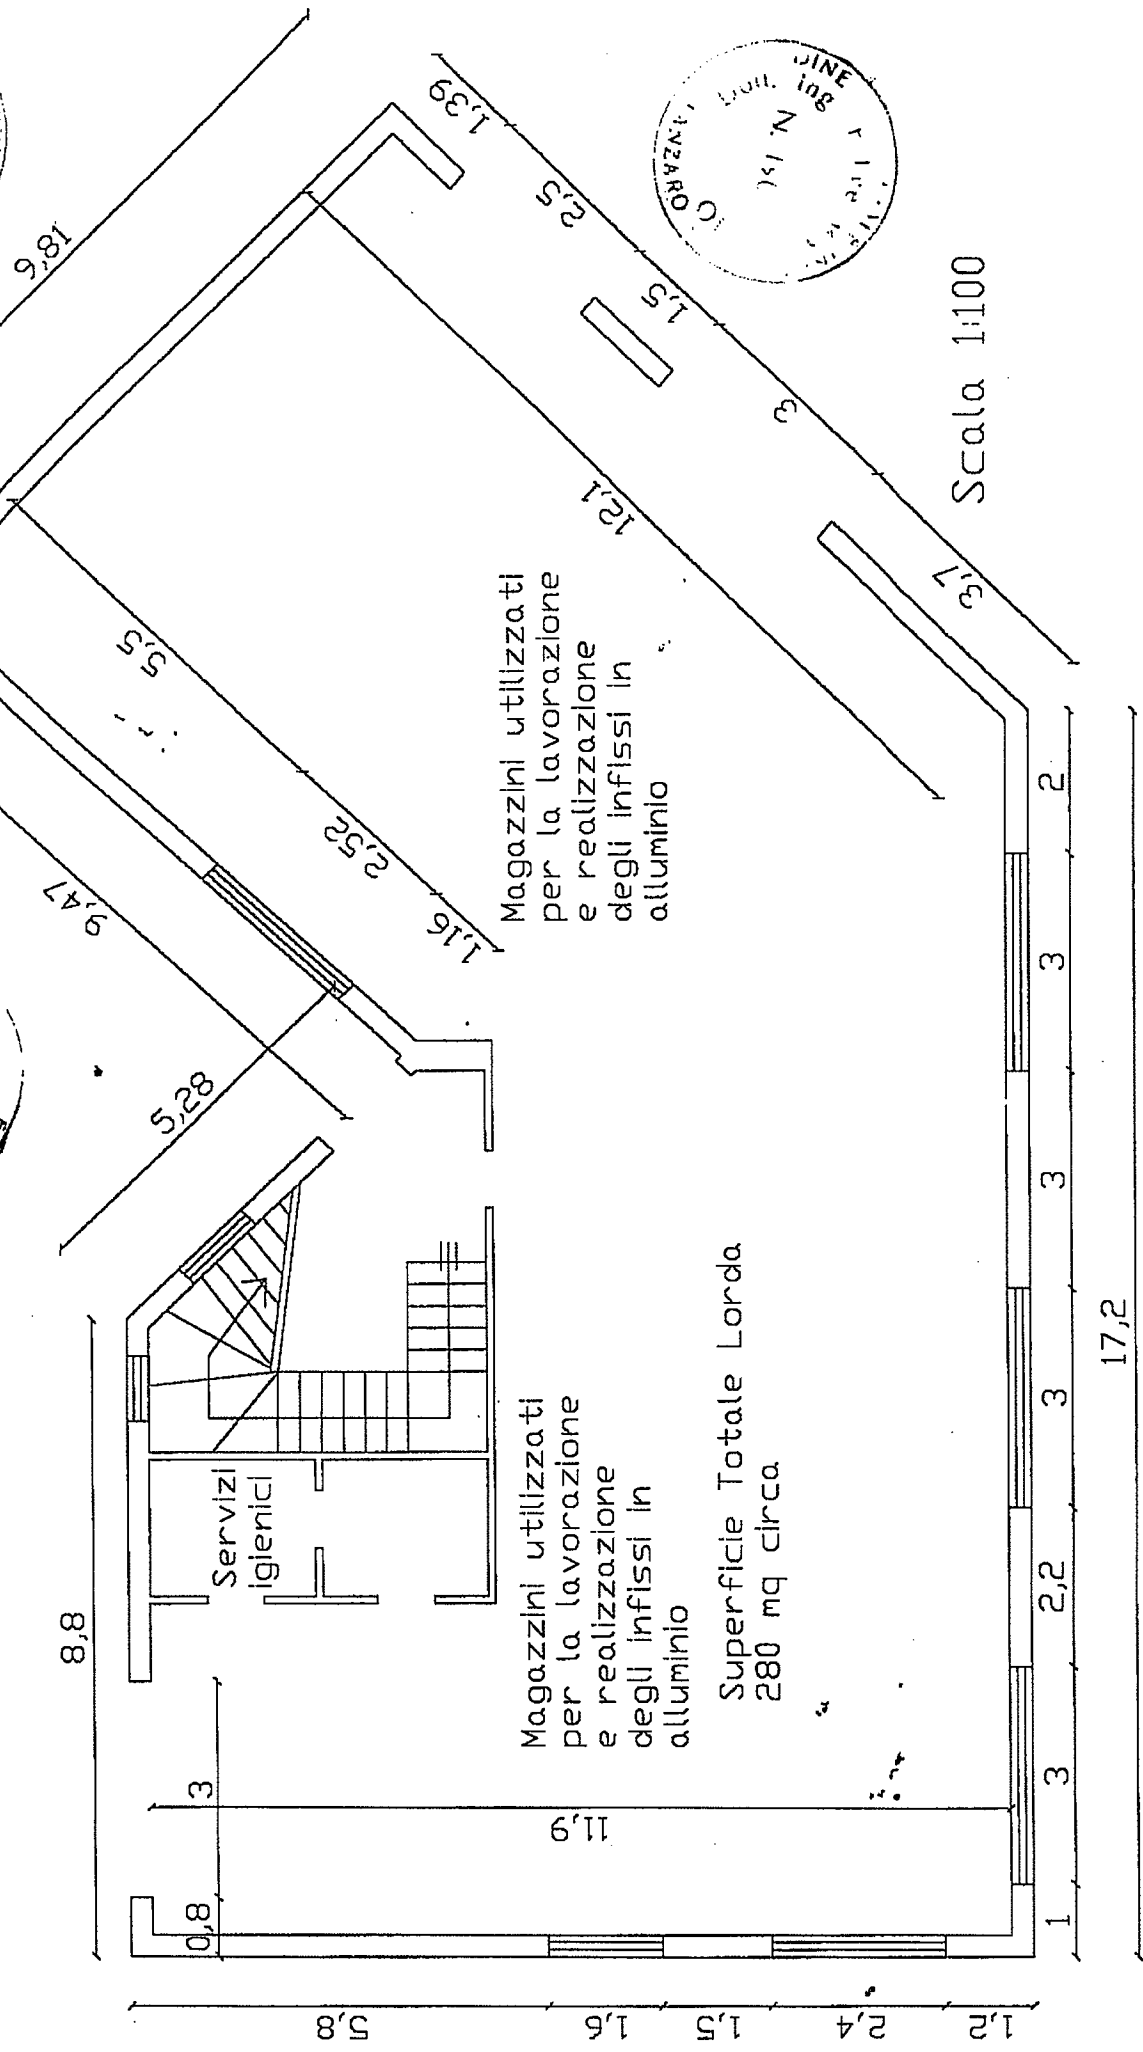 9,81
1,39
2,5
1,5
3
3,7
12,1
5,5
2,52
1,16
9,47
5,28
Scala 1:100
Magazzini utilizzati
per la lavorazione
e realizzazione
degli infissi in
alluminio
Servizi
igienici
Magazzini utilizzati
per la lavorazione
e realizzazione
degli infissi in
alluminio
Superficie Totale Lorda
280 mq circa
8,8
3
0,8
11,9
5,8
1,6
1,5
2,4
1,2
1
3
2,2
3
3
3
2
17,2
ing
N.